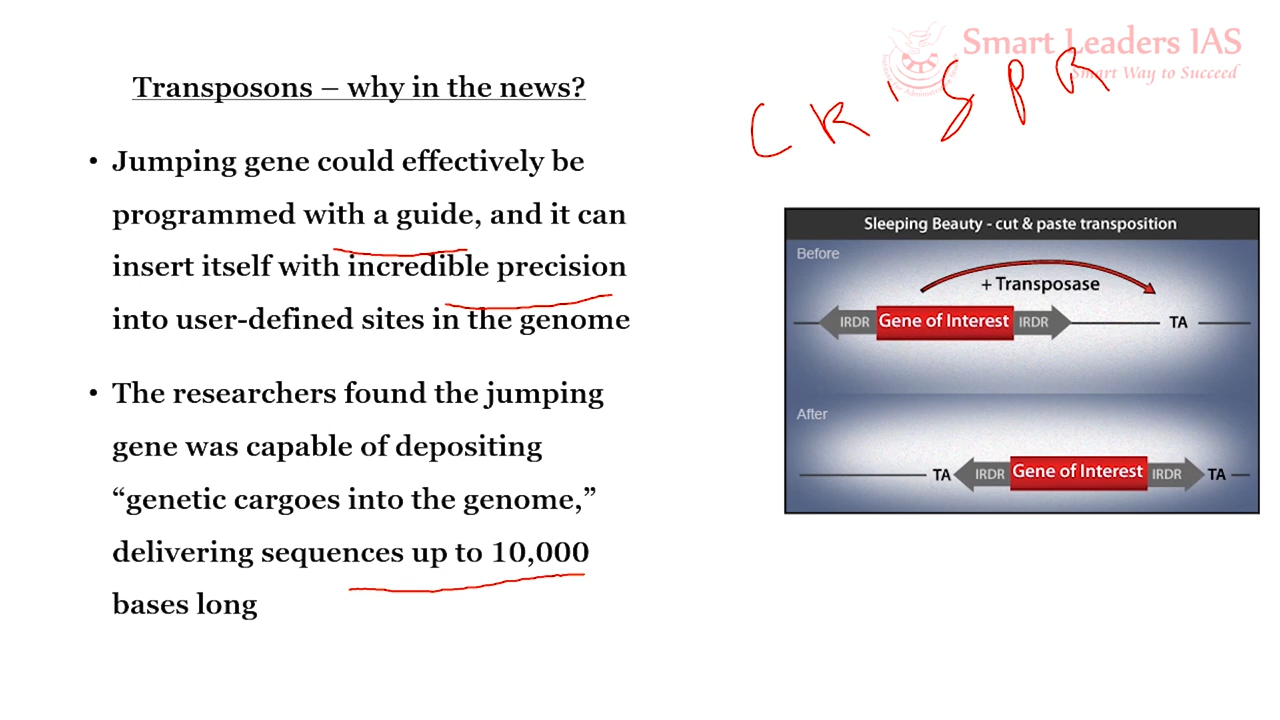 Smart Leaders IAS
Smart Way to Succeed
CRISPR
Transposons – why in the news?
• Jumping gene could effectively be
programmed with a guide, and it can
insert itself with incredible precision
into user-defined sites in the genome
• The researchers found the jumping
gene was capable of depositing
“genetic cargoes into the genome,”
delivering sequences up to 10,000
bases long
Sleeping Beauty - cut & paste transposition
Before
+ Transposase
IRDR Gene of Interest IRDR TA
After
TA IRDR Gene of Interest IRDR TA